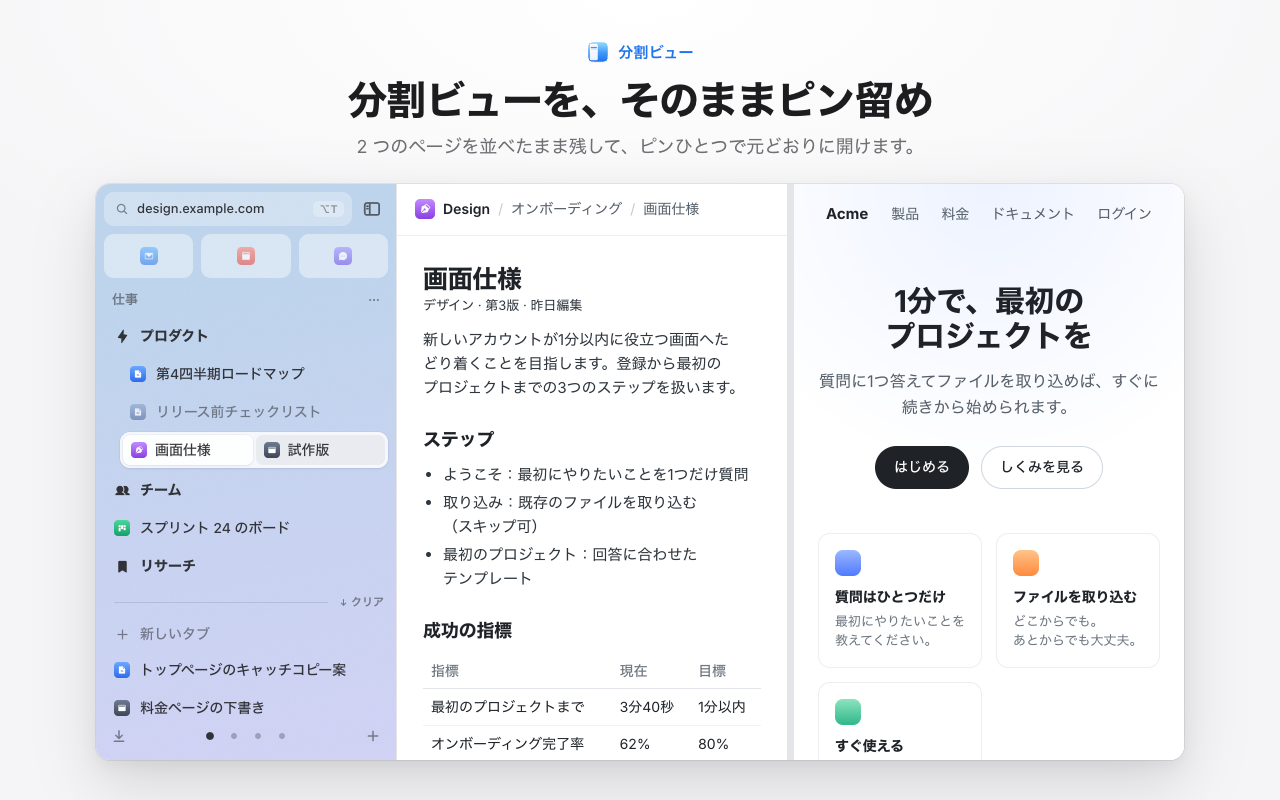 分割ビュー
分割ビューを、そのままピン留め
2 つのページを並べたまま残して、ピンひとつで元どおりに開けます。
design.example.com
⌥T
仕事
プロダクト
第4四半期ロードマップ
リリース前チェックリスト
画面仕様
試作版
チーム
スプリント 24 のボード
リサーチ
↓ クリア
新しいタブ
トップページのキャッチコピー案
料金ページの下書き
Design / オンボーディング / 画面仕様
画面仕様
デザイン · 第3版 · 昨日編集
新しいアカウントが1分以内に役立つ画面へた
どり着くことを目指します。登録から最初の
プロジェクトまでの3つのステップを扱います。
ステップ
• ようこそ：最初にやりたいことを1つだけ質問
• 取り込み：既存のファイルを取り込む
（スキップ可）
• 最初のプロジェクト：回答に合わせた
テンプレート
成功の指標
指標 現在 目標
最初のプロジェクトまで 3分40秒 1分以内
オンボーディング完了率 62% 80%
Acme 製品 料金 ドキュメント ログイン
1分で、最初の
プロジェクトを
質問に1つ答えてファイルを取り込めば、すぐに
続きから始められます。
はじめる
しくみを見る
質問はひとつだけ
最初にやりたいことを
教えてください。
ファイルを取り込む
どこからでも。
あとからでも大丈夫。
すぐ使える